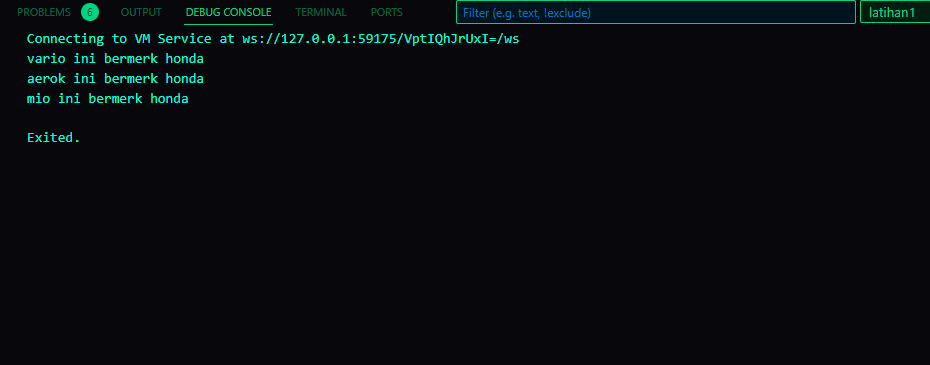 PROBLEMS 6 OUTPUT DEBUG CONSOLE TERMINAL PORTS Filter (e.g. text, !exclude) latihan1
Connecting to VM Service at ws://127.0.0.1:59175/VptIQhJrUxI=/ws
vario ini bermerk honda
aerok ini bermerk honda
mio ini bermerk honda
Exited.